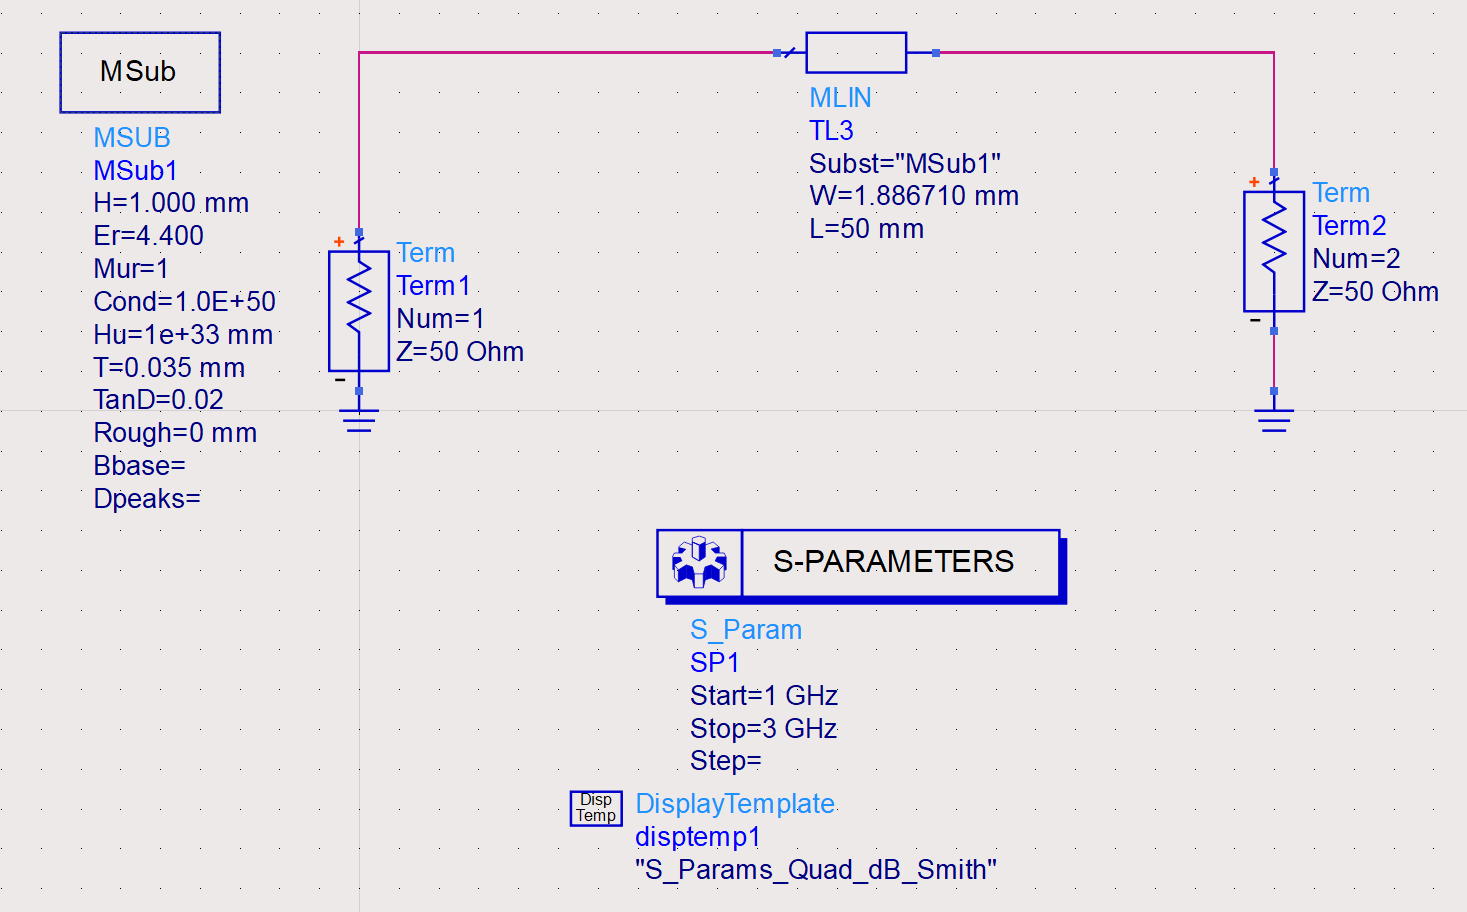 MSub
MSUB
MSub1
H=1.000 mm
Er=4.400
Mur=1
Cond=1.0E+50
Hu=1e+33 mm
T=0.035 mm
TanD=0.02
Rough=0 mm
Bbase=
Dpeaks=
+
Term
Term1
Num=1
Z=50 Ohm
-
MLIN
TL3
Subst="MSub1"
W=1.886710 mm
L=50 mm
+
Term
Term2
Num=2
Z=50 Ohm
-
S-PARAMETERS
S_Param
SP1
Start=1 GHz
Stop=3 GHz
Step=
Disp
Temp
DisplayTemplate
disptemp1
"S_Params_Quad_dB_Smith"